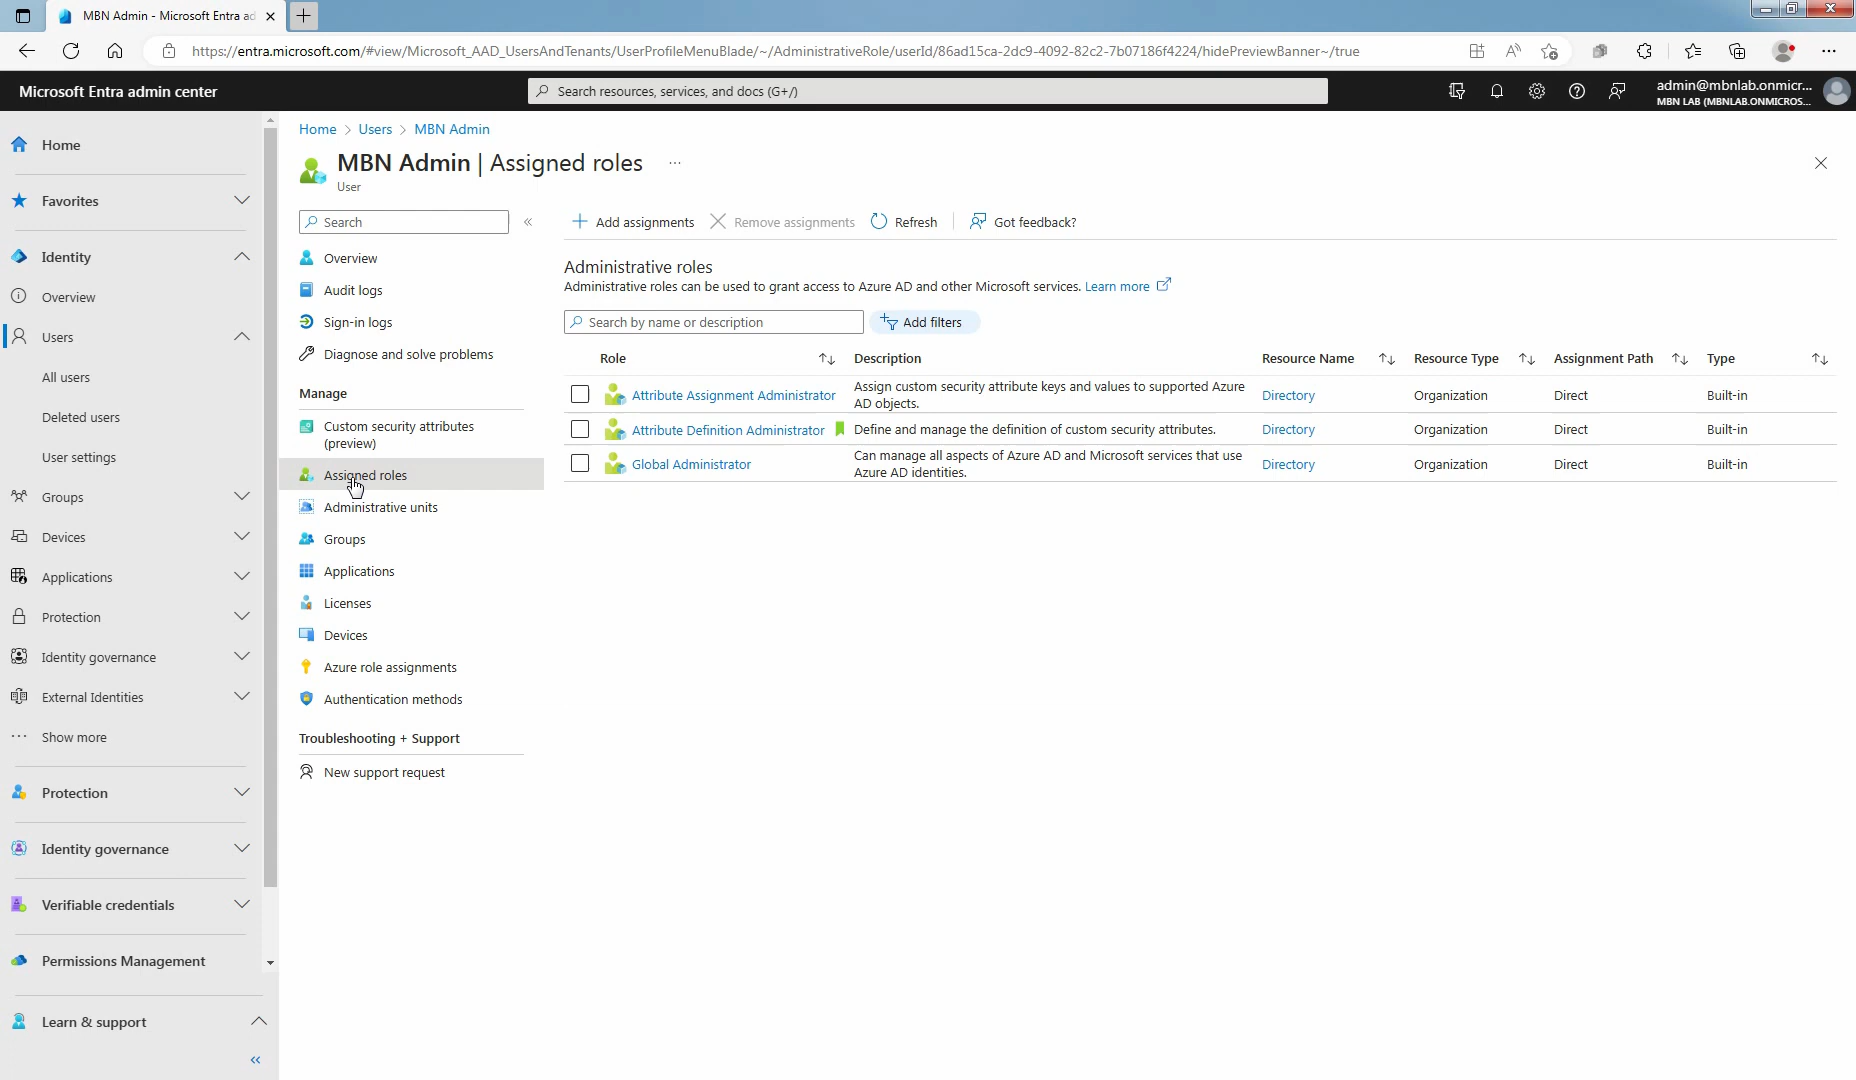 MBN Admin - Microsoft Entra ad
https://entra.microsoft.com/#view/Microsoft_AAD_UsersAndTenants/UserProfileMenuBlade/~/AdministrativeRole/userId/86ad15ca-2dc9-4092-82c2-7b07186f4224/hidePreviewBanner~/true
Microsoft Entra admin center
Search resources, services, and docs (G+/)
admin@mbnlab.onmicr...
MBN LAB (MBNLAB.ONMICROS...
Home
Favorites
Identity
Overview
Users
All users
Deleted users
User settings
Groups
Devices
Applications
Protection
Identity governance
External Identities
Show more
Protection
Identity governance
Verifiable credentials
Permissions Management
Learn & support
Home > Users > MBN Admin
MBN Admin | Assigned roles ...
User
Search
Overview
Audit logs
Sign-in logs
Diagnose and solve problems
Manage
Custom security attributes
(preview)
Assigned roles
Administrative units
Groups
Applications
Licenses
Devices
Azure role assignments
Authentication methods
Troubleshooting + Support
New support request
Add assignments Remove assignments Refresh Got feedback?
Administrative roles
Administrative roles can be used to grant access to Azure AD and other Microsoft services. Learn more
Search by name or description Add filters
Role Description Resource Name Resource Type Assignment Path Type
Attribute Assignment Administrator Assign custom security attribute keys and values to supported Azure Directory Organization Direct Built-in
AD objects.
Attribute Definition Administrator Define and manage the definition of custom security attributes. Directory Organization Direct Built-in
Global Administrator Can manage all aspects of Azure AD and Microsoft services that use Directory Organization Direct Built-in
Azure AD identities.